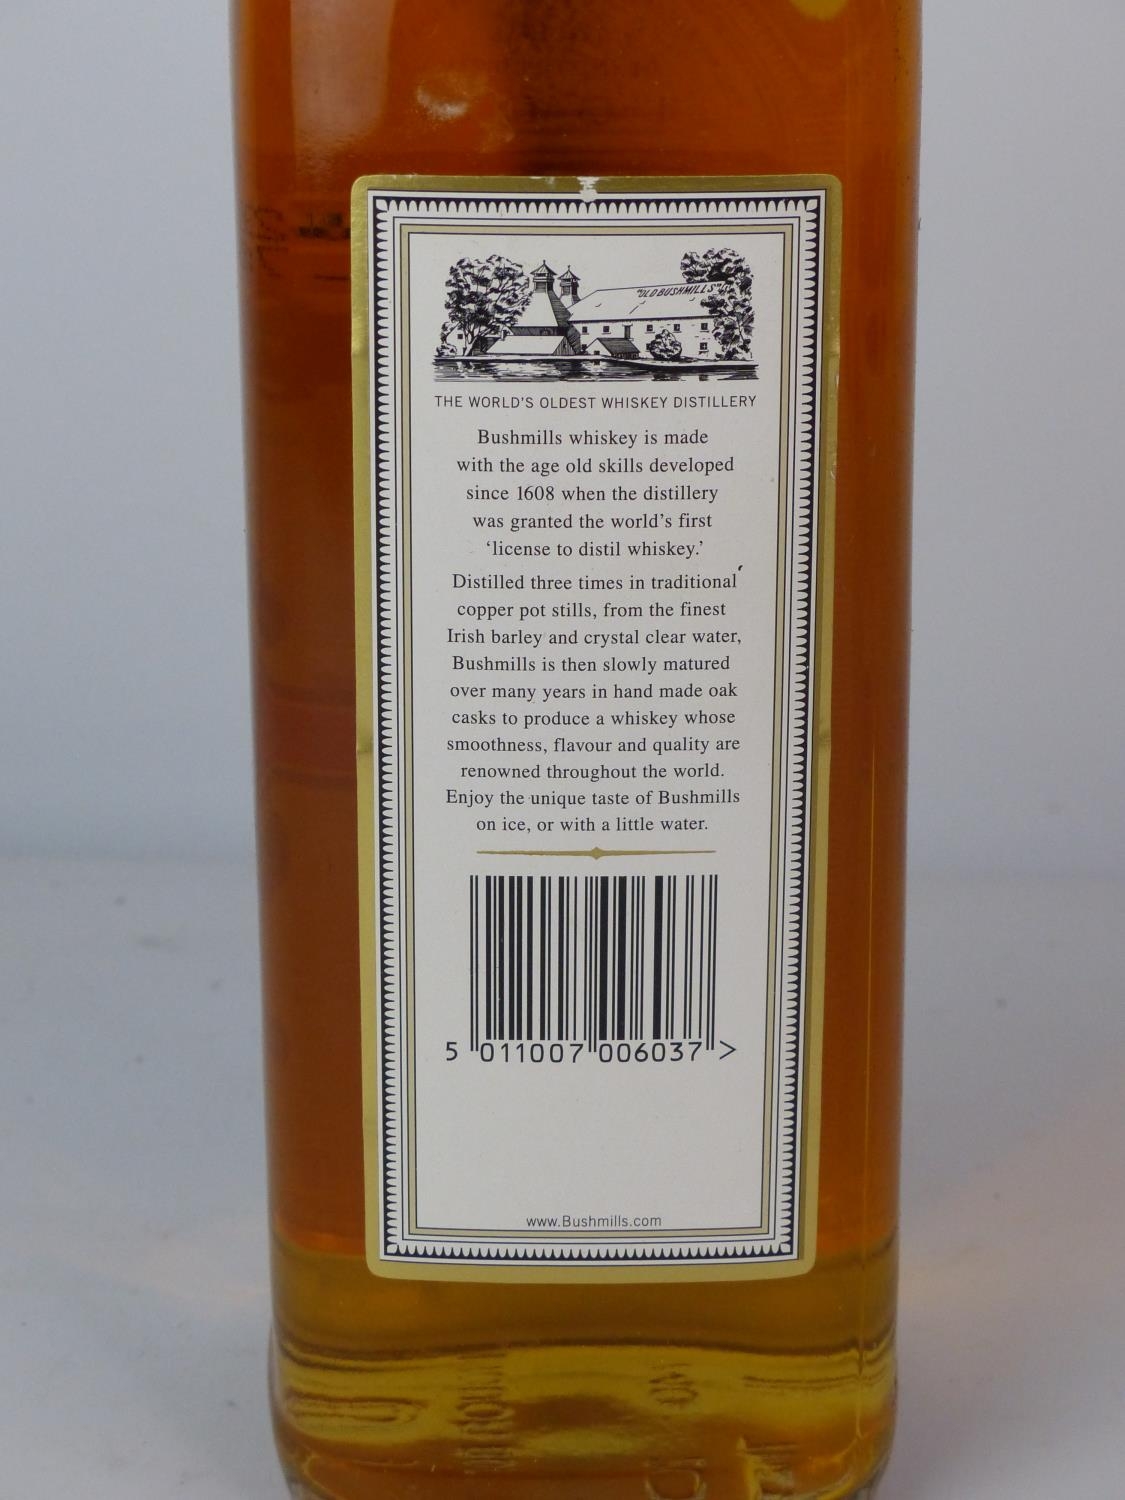 "OLD BUSHMILLS"
THE WORLD'S OLDEST WHISKEY DISTILLERY
Bushmills whiskey is made
with the age old skills developed
since 1608 when the distillery
was granted the world's first
'license to distil whiskey.'
Distilled three times in traditional
copper pot stills, from the finest
Irish barley and crystal clear water,
Bushmills is then slowly matured
over many years in hand made oak
casks to produce a whiskey whose
smoothness, flavour and quality are
renowned throughout the world.
Enjoy the unique taste of Bushmills
on ice, or with a little water.
5 011007 006037 >
www.Bushmills.com